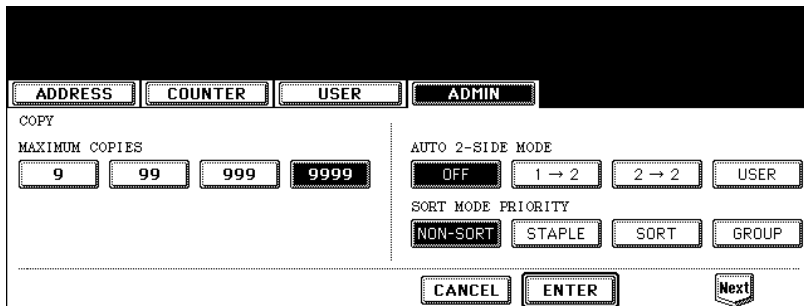 ADDRESS COUNTER USER ADMIN
COPY
MAXIMUM COPIES
9 99 999 9999
AUTO 2-SIDE MODE
OFF 1 → 2 2 → 2 USER
SORT MODE PRIORITY
NON-SORT STAPLE SORT GROUP
CANCEL ENTER Next